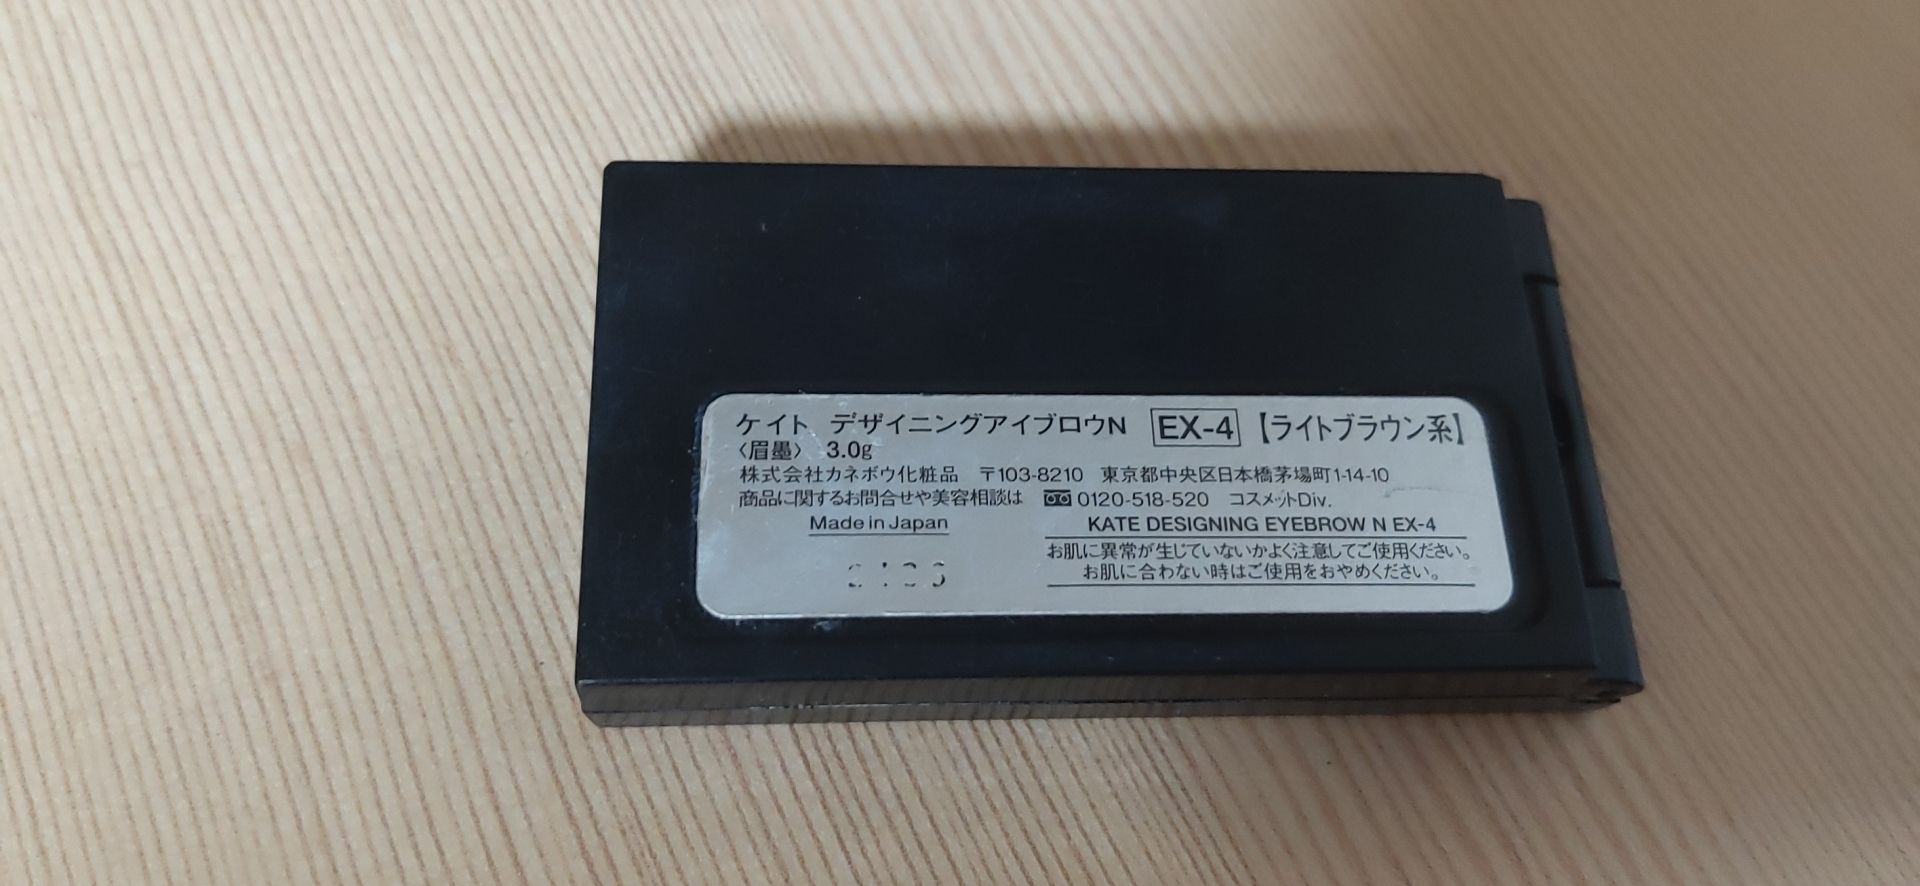 ケイト デザイニングアイブロウN EX-4 【ライトブラウン系】
〈眉墨〉 3.0g
株式会社カネボウ化粧品 〒103-8210 東京都中央区日本橋茅場町1-14-10
商品に関するお問合せや美容相談は 0120-518-520 コスメットDiv.
Made in Japan
KATE DESIGNING EYEBROW N EX-4
お肌に異常が生じていないかよく注意してご使用ください。
お肌に合わない時はご使用をおやめください。